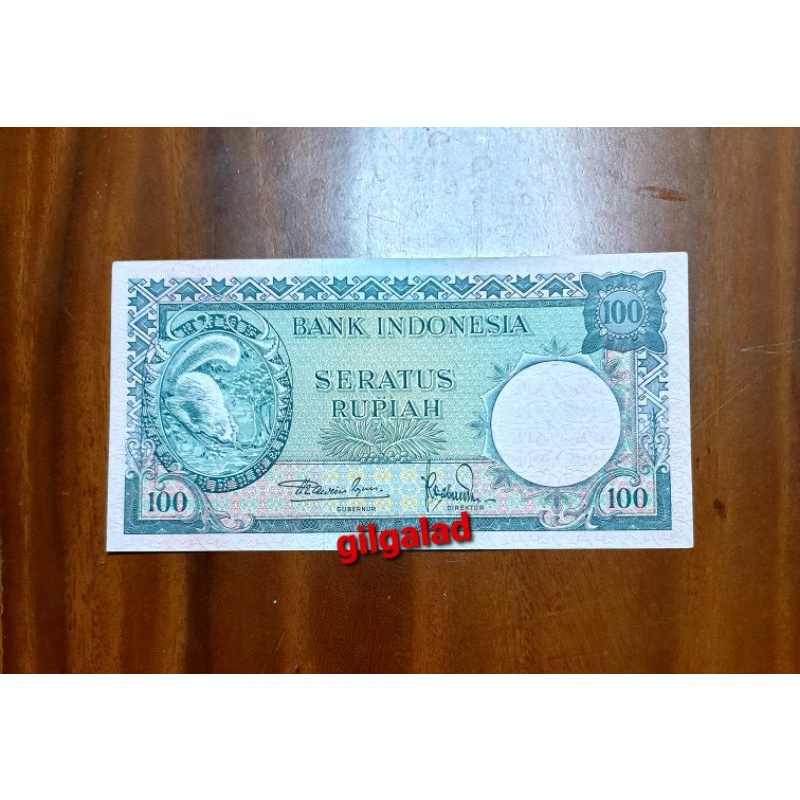 100
BANK INDONESIA
SERATUS
RUPIAH
100
GUBERNUR
DIREKTUR
100
gilgalad